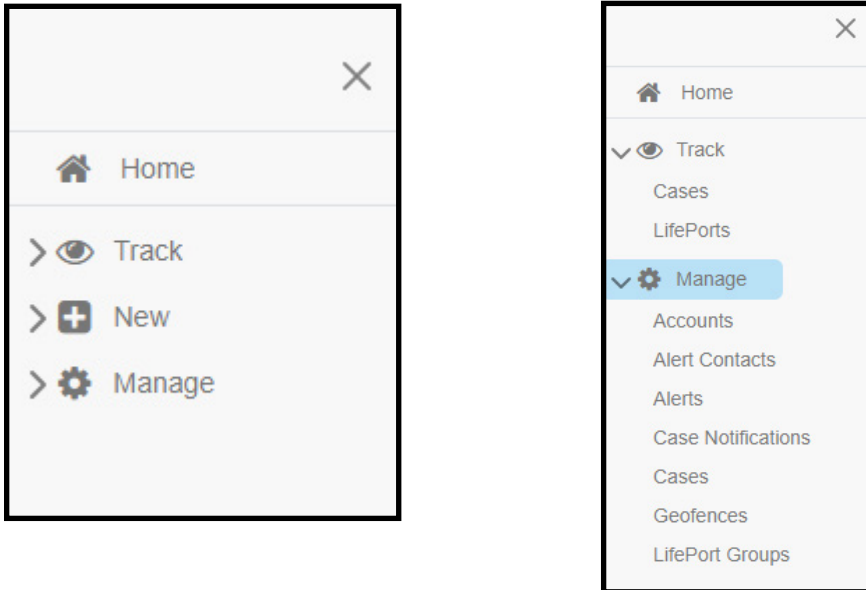 Home
Track
New
Manage
Home
Track
Cases
LifePorts
Manage
Accounts
Alert Contacts
Alerts
Case Notifications
Cases
Geofences
LifePort Groups